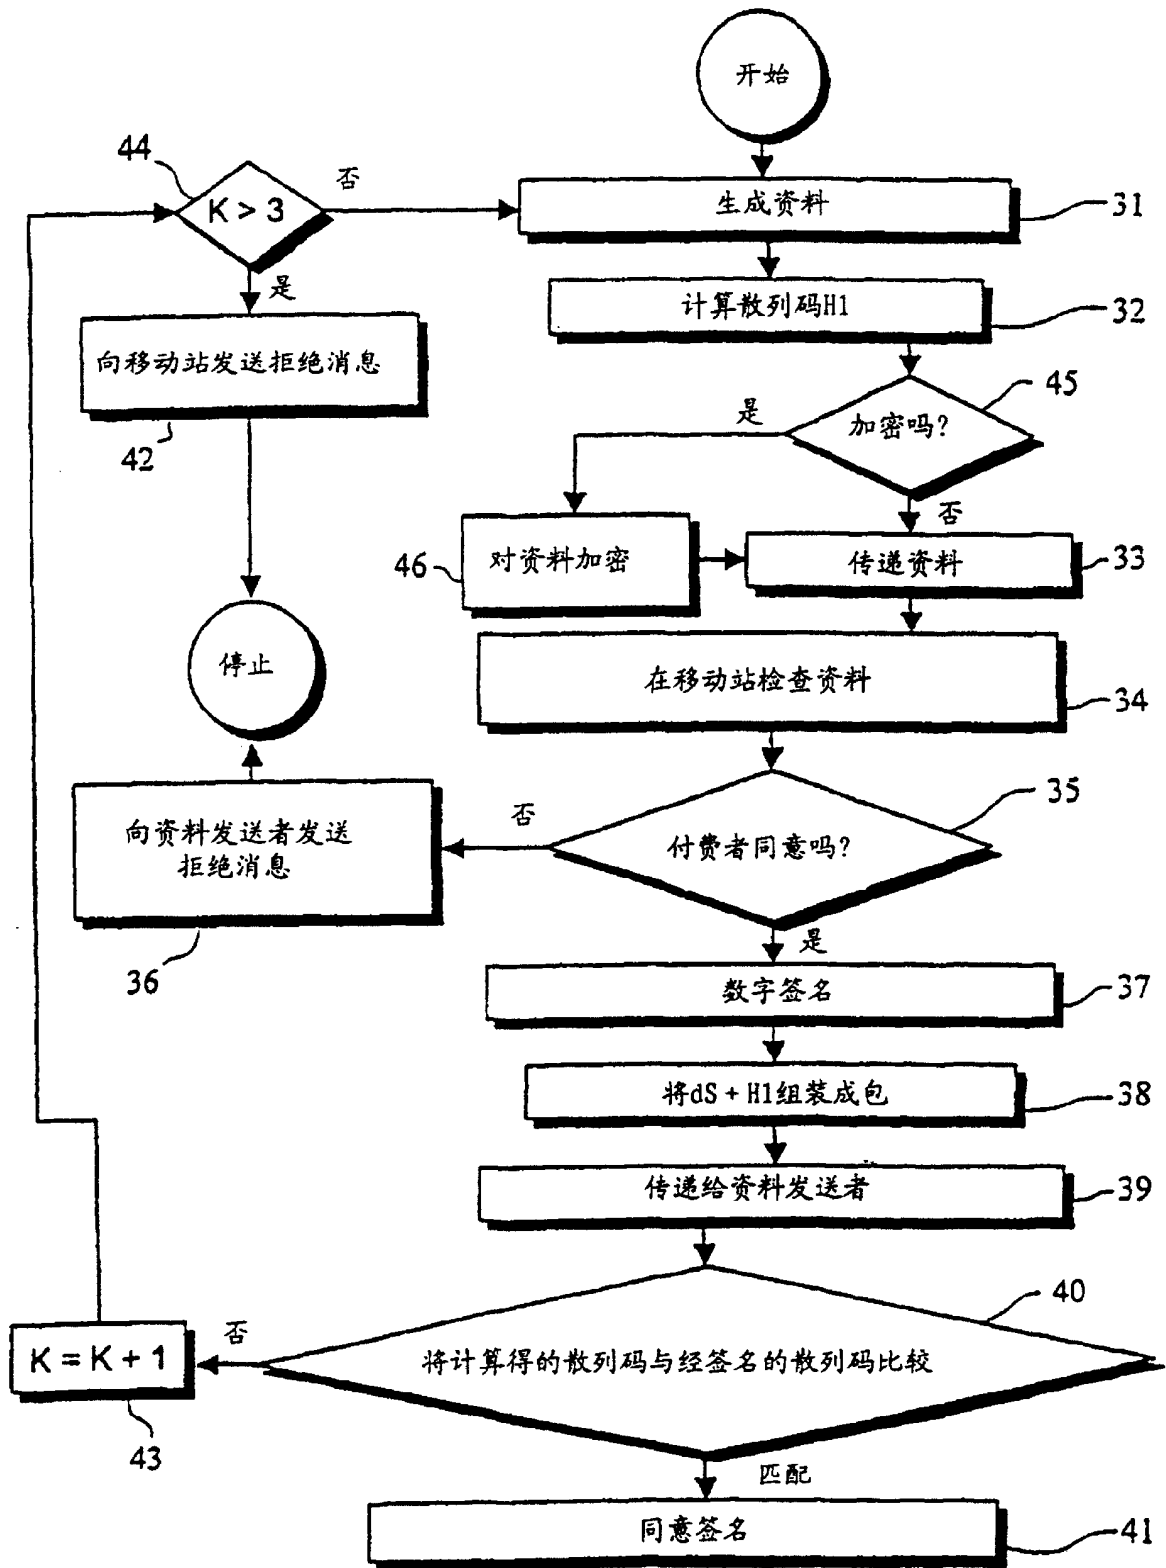 开始
44
K > 3
否
生成资料
31
是
计算散列码H1
32
向移动站发送拒绝消息
42
45
是
加密吗?
否
46
对资料加密
传递资料
33
停止
在移动站检查资料
34
35
否
付费者同意吗?
向资料发送者发送
拒绝消息
36
是
数字签名
37
将dS + H1组装成包
38
传递给资料发送者
39
40
否
K = K + 1
43
将计算得的散列码与经签名的散列码比较
匹配
同意签名
41